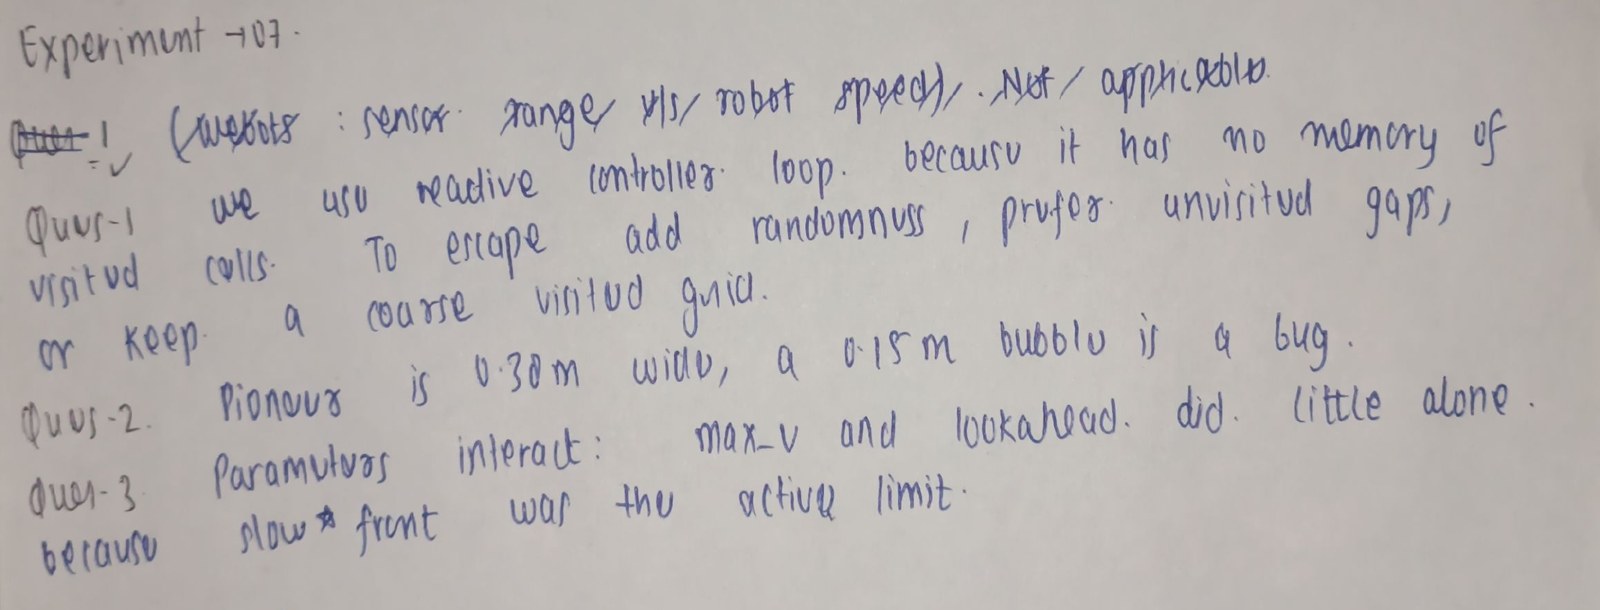 Experiment → 07.
Ques-1 (webots : sensor range v/s robot speed). Not applicable.
Ques-1 we use reactive controller loop. because it has no memory of
visited cells. To escape add randomness, prefer unvisited gaps,
or keep a coarse visited grid.
Ques-2. Pioneer is 0.38m wide, a 0.15m bubble is a bug.
Ques-3 Parameters interact: max_v and lookahead. did. little alone.
because slow front was the active limit.